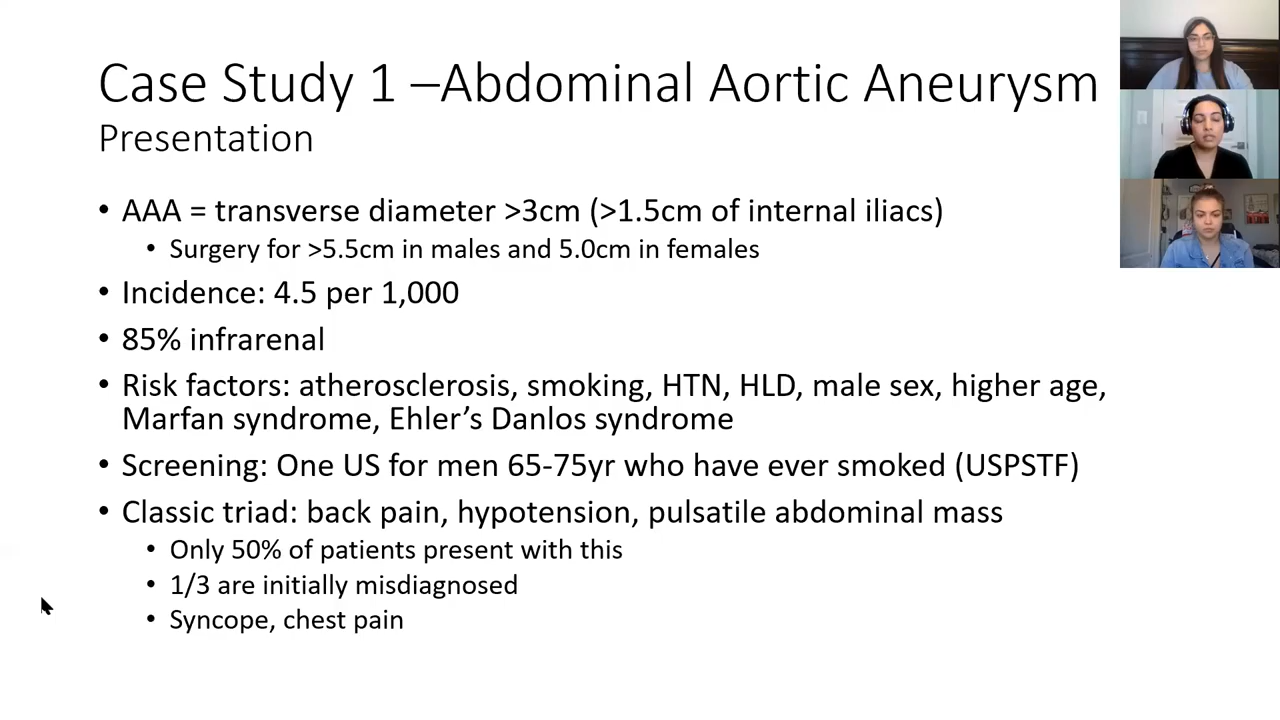 Case Study 1 –Abdominal Aortic Aneurysm
Presentation
• AAA = transverse diameter >3cm (>1.5cm of internal iliacs)
• Surgery for >5.5cm in males and 5.0cm in females
• Incidence: 4.5 per 1,000
• 85% infrarenal
• Risk factors: atherosclerosis, smoking, HTN, HLD, male sex, higher age,
Marfan syndrome, Ehler’s Danlos syndrome
• Screening: One US for men 65-75yr who have ever smoked (USPSTF)
• Classic triad: back pain, hypotension, pulsatile abdominal mass
• Only 50% of patients present with this
• 1/3 are initially misdiagnosed
• Syncope, chest pain